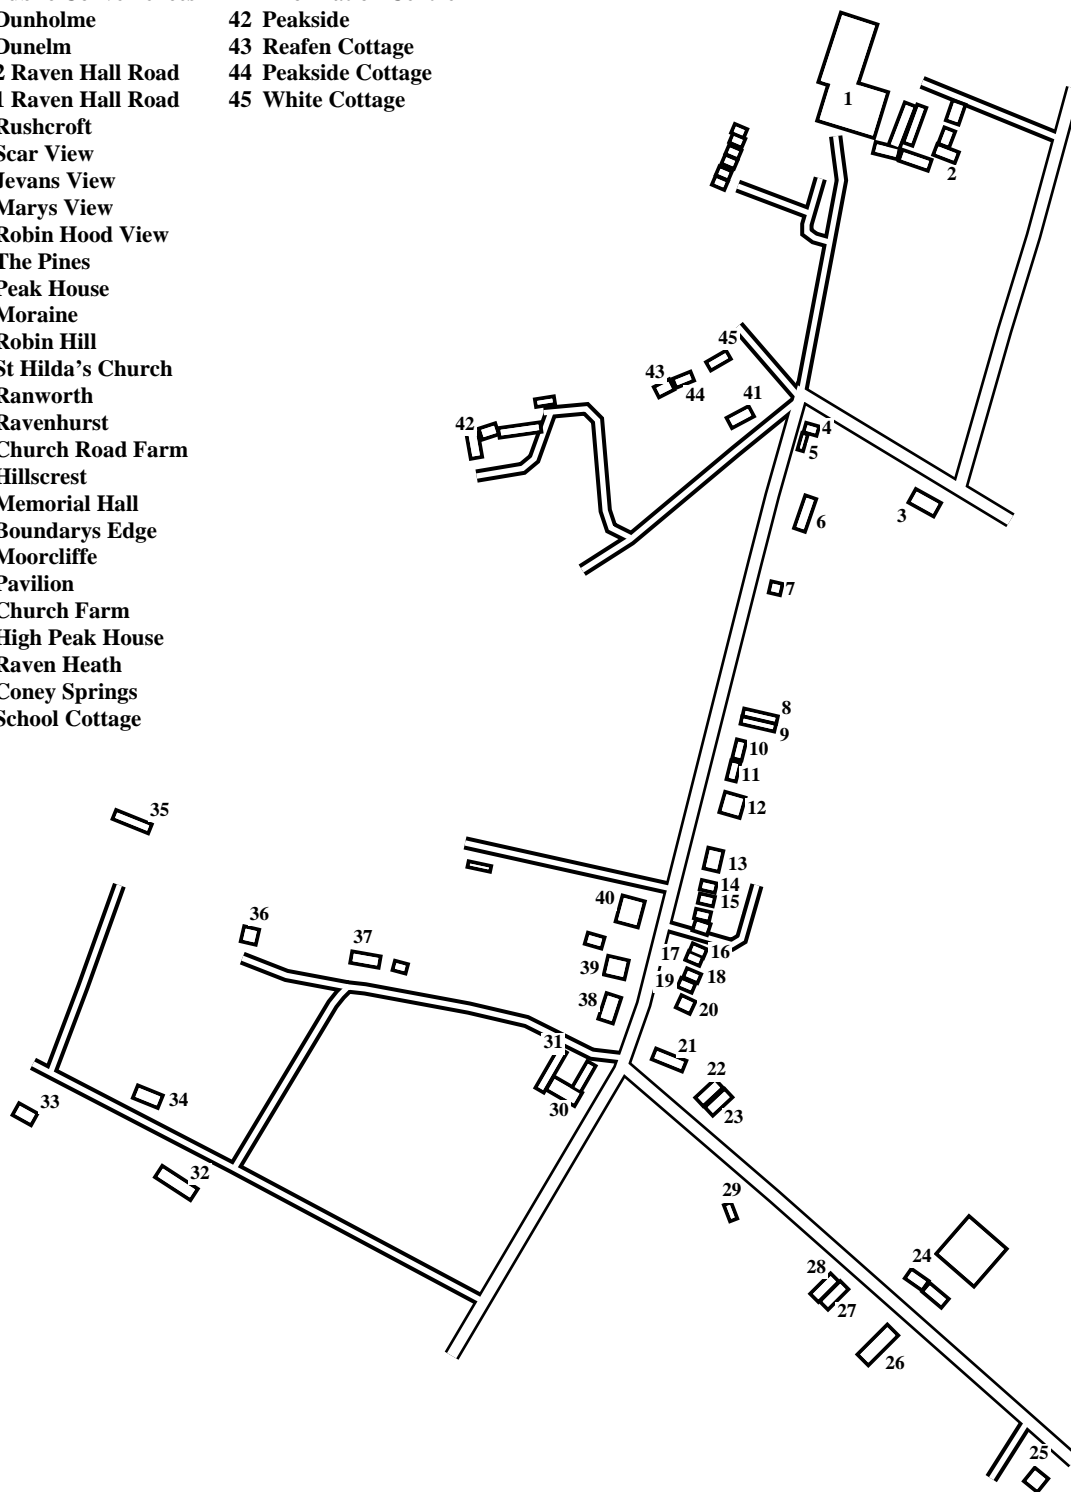 Dunholme 42 Peakside
Dunelm 43 Reafen Cottage
2 Raven Hall Road 44 Peakside Cottage
1 Raven Hall Road 45 White Cottage
Rushcroft
Scar View
Jevans View
Marys View
Robin Hood View
The Pines
Peak House
Moraine
Robin Hill
St Hilda's Church
Ranworth
Ravenhurst
Church Road Farm
Hillscrest
Memorial Hall
Boundarys Edge
Moorcliffe
Pavilion
Church Farm
High Peak House
Raven Heath
Coney Springs
School Cottage
1
2
45
43
44
41
42
4
5
3
6
7
8
9
10
11
12
35
13
14
15
40
36
37
16
17
39
18
19
38
20
31
21
22
30
23
33
34
32
29
24
28
27
26
25